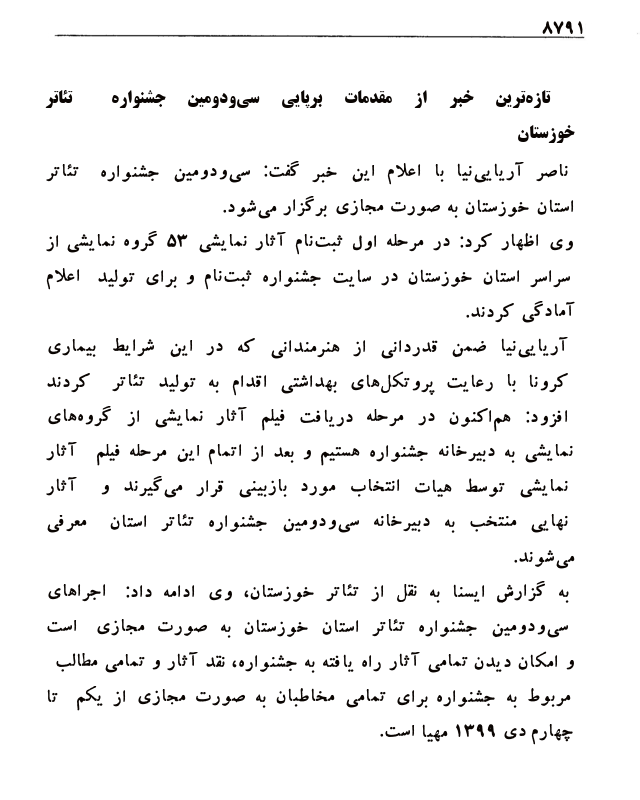 ۸۷۹۱
تازه‌ترین خبر از مقدمات برپایی سی‌ودومین جشنواره تئاتر
خوزستان
ناصر آریایی‌نیا با اعلام این خبر گفت: سی‌ودومین جشنواره تئاتر
استان خوزستان به صورت مجازی برگزار می‌شود.
وی اظهار کرد: در مرحله اول ثبت‌نام آثار نمایشی ۵۳ گروه نمایشی از
سراسر استان خوزستان در سایت جشنواره ثبت‌نام و برای تولید اعلام
آمادگی کردند.
آریایی‌نیا ضمن قدردانی از هنرمندانی که در این شرایط بیماری
کرونا با رعایت پروتکل‌های بهداشتی اقدام به تولید تئاتر کردند
افزود: هم‌اکنون در مرحله دریافت فیلم آثار نمایشی از گروه‌های
نمایشی به دبیرخانه جشنواره هستیم و بعد از اتمام این مرحله فیلم آثار
نمایشی توسط هیات انتخاب مورد بازبینی قرار می‌گیرند و آثار
نهایی منتخب به دبیرخانه سی‌ودومین جشنواره تئاتر استان معرفی
می‌شوند.
به گزارش ایسنا به نقل از تئاتر خوزستان، وی ادامه داد: اجراهای
سی‌ودومین جشنواره تئاتر استان خوزستان به صورت مجازی است
و امکان دیدن تمامی آثار راه یافته به جشنواره، نقد آثار و تمامی مطالب
مربوط به جشنواره برای تمامی مخاطبان به صورت مجازی از یکم تا
چهارم دی ۱۳۹۹ مهیا است.